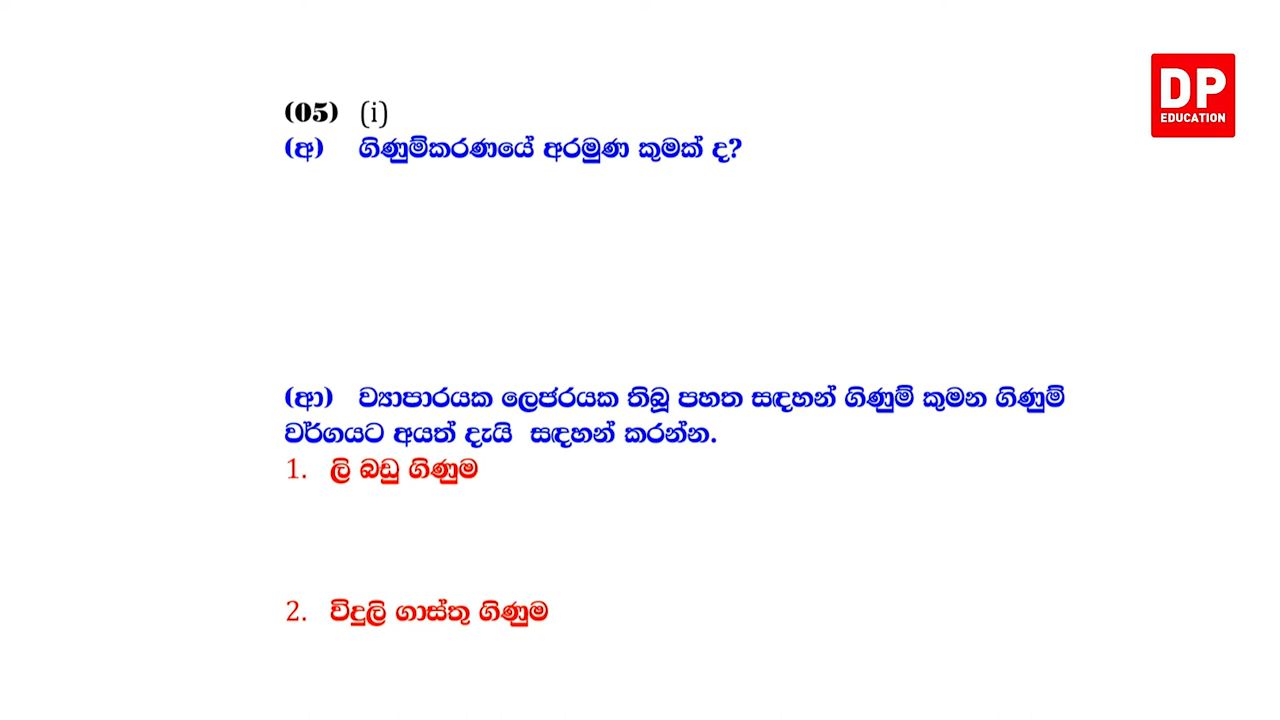 DP
EDUCATION
(05) (i)
(අ) ගිණුම්කරණයේ අරමුණ කුමක් ද?
(ආ) ව්‍යාපාරයක ලෙජරයක තිබූ පහත සඳහන් ගිණුම් කුමන ගිණුම්
වර්ගයට අයත් දැයි සඳහන් කරන්න.
1. ලී බඩු ගිණුම
2. විදුලි ගාස්තු ගිණුම